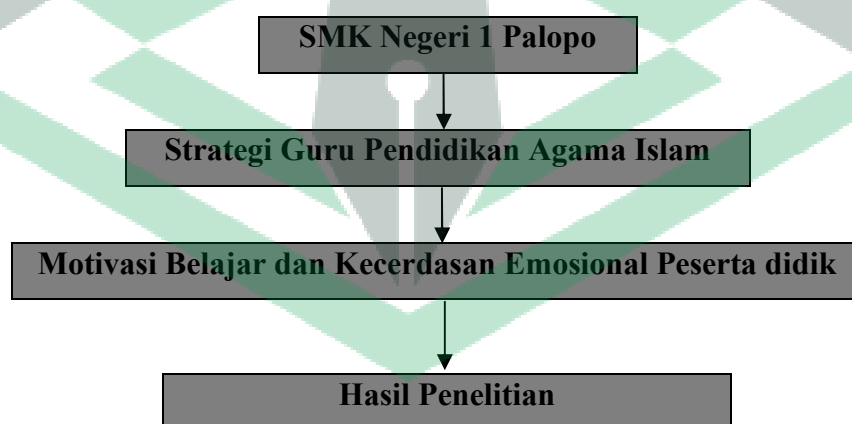 SMK Negeri 1 Palopo
Strategi Guru Pendidikan Agama Islam
Motivasi Belajar dan Kecerdasan Emosional Peserta didik
Hasil Penelitian